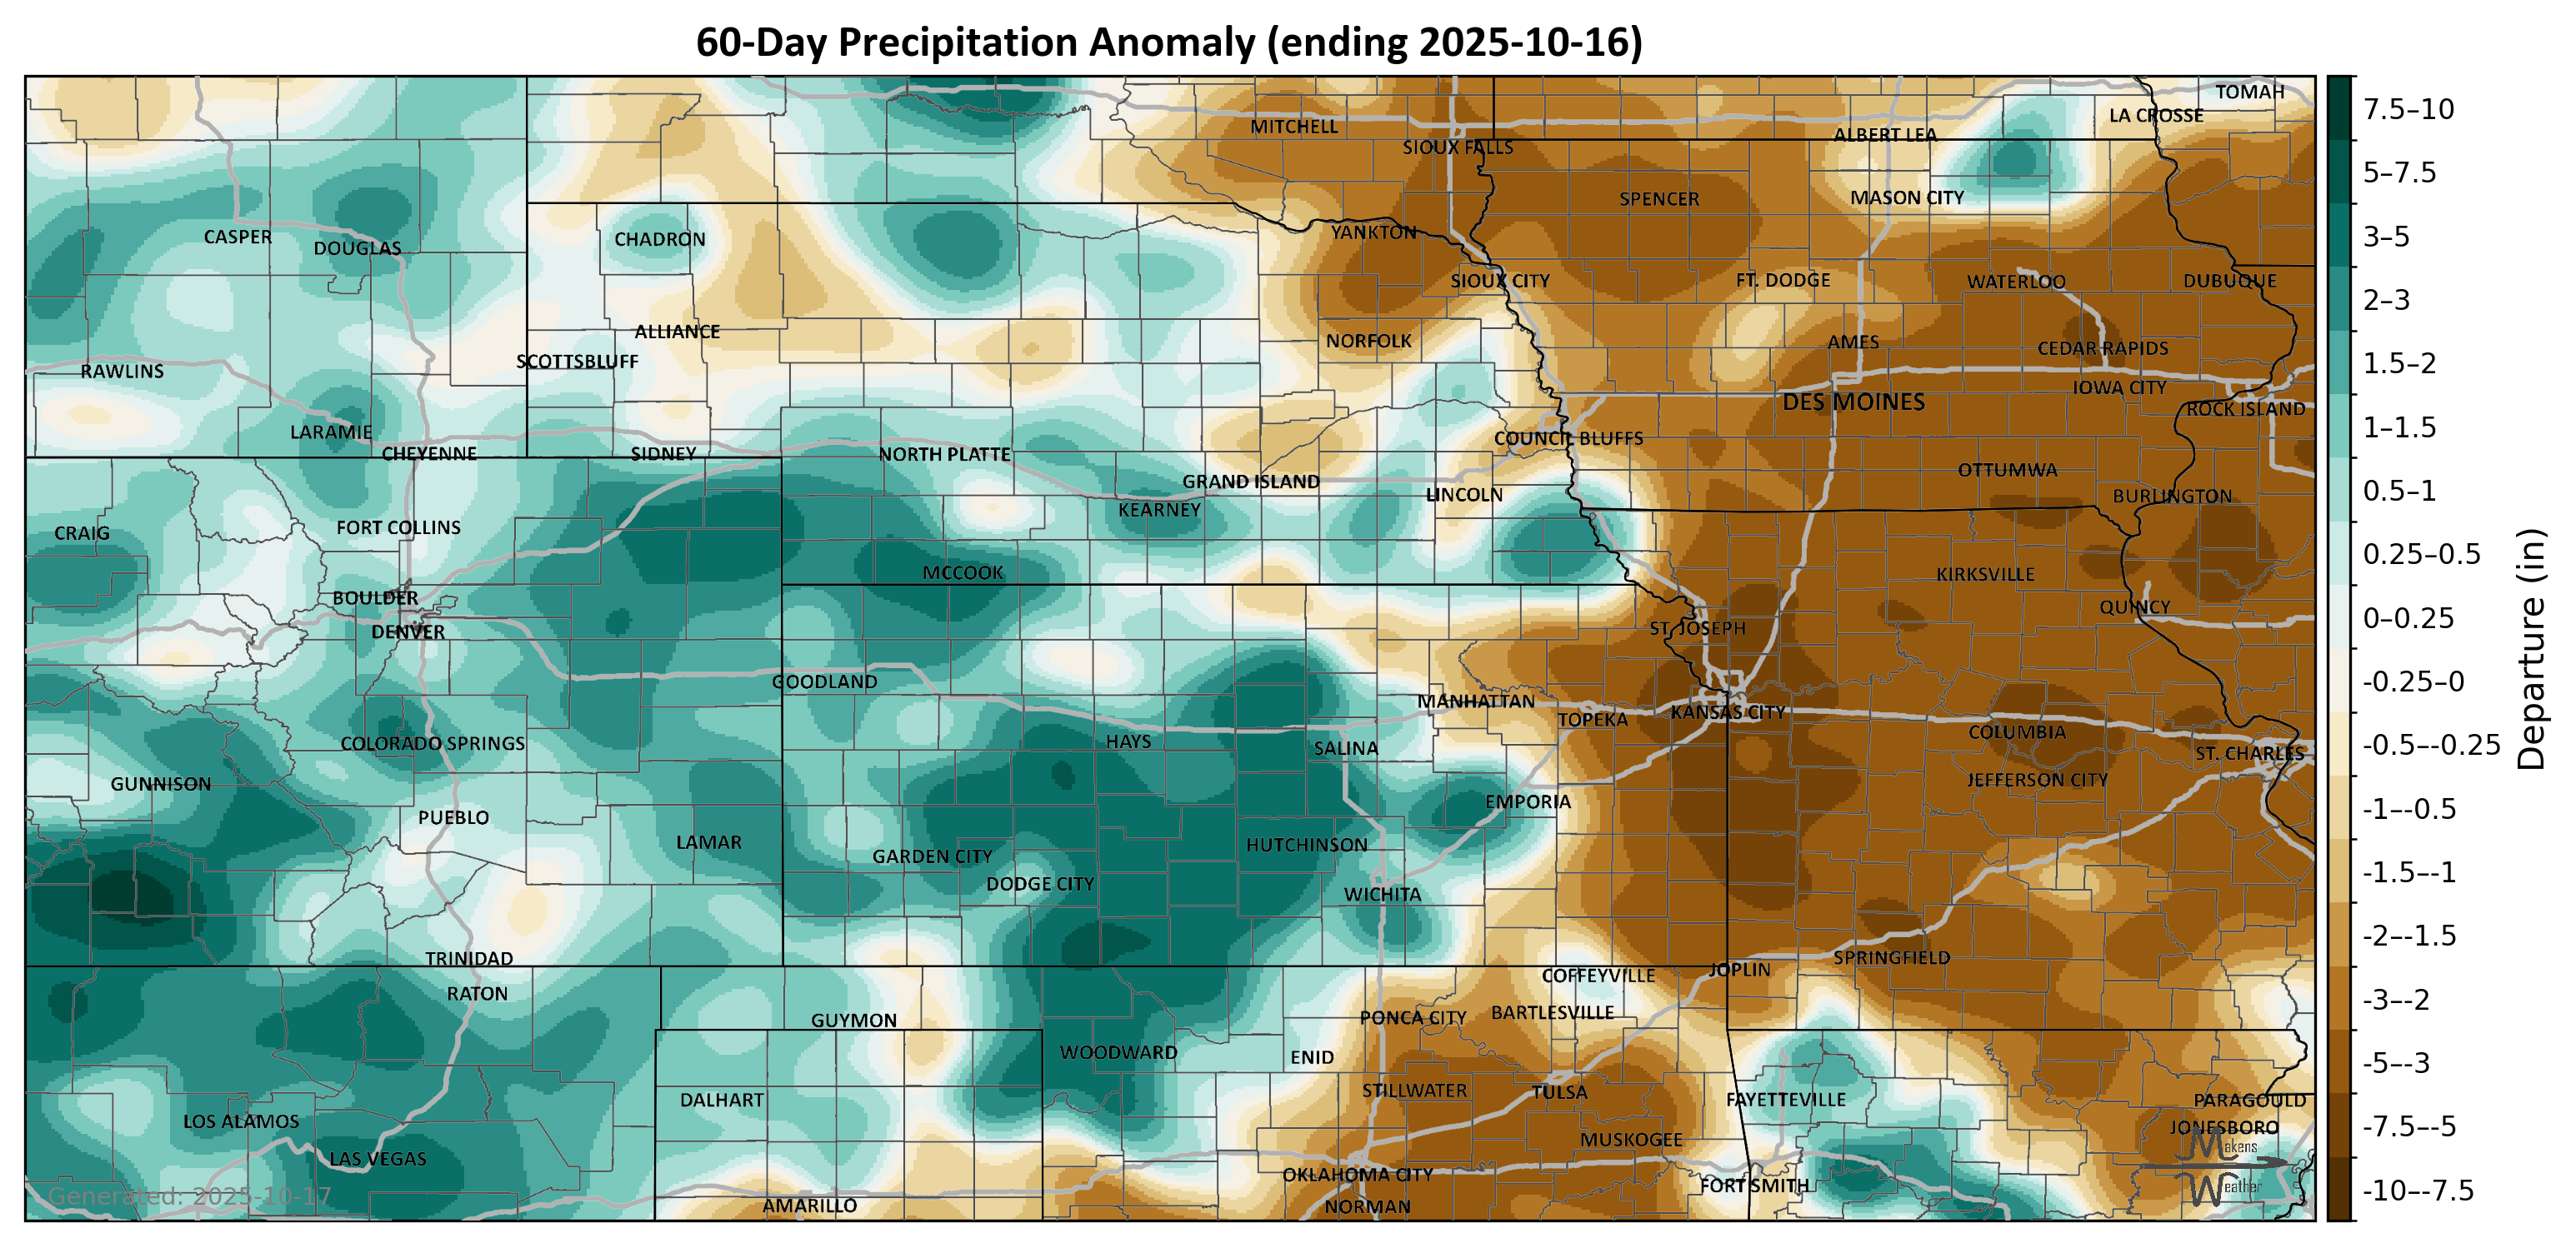 60-Day Precipitation Anomaly (ending 2025-10-16)
TOMAH
LA CROSSE
MITCHELL
ALBERT LEA
SIOUX FALLS
SPENCER
MASON CITY
YANKTON
CASPER
CHADRON
DOUGLAS
SIOUX CITY
FT. DODGE
WATERLOO
DUBUQUE
ALLIANCE
NORFOLK
AMES
CEDAR RAPIDS
SCOTTSBLUFF
RAWLINS
IOWA CITY
DES MOINES
ROCK ISLAND
LARAMIE
COUNCIL BLUFFS
CHEYENNE
SIDNEY
NORTH PLATTE
OTTUMWA
GRAND ISLAND
LINCOLN
BURLINGTON
KEARNEY
CRAIG
FORT COLLINS
MCCOOK
KIRKSVILLE
BOULDER
QUINCY
DENVER
ST. JOSEPH
GOODLAND
MANHATTAN
TOPEKA
KANSAS CITY
COLUMBIA
COLORADO SPRINGS
HAYS
SALINA
ST. CHARLES
GUNNISON
JEFFERSON CITY
EMPORIA
PUEBLO
LAMAR
HUTCHINSON
GARDEN CITY
DODGE CITY
WICHITA
TRINIDAD
SPRINGFIELD
JOPLIN
COFFEYVILLE
RATON
GUYMON
PONCA CITY
BARTLESVILLE
WOODWARD
ENID
STILLWATER
TULSA
DALHART
FAYETTEVILLE
PARAGOULD
LOS ALAMOS
JONESBORO
MUSKOGEE
LAS VEGAS
OKLAHOMA CITY
FORT SMITH
AMARILLO
NORMAN
Generated: 2025-10-17
Makens
Weather
7.5–10
5–7.5
3–5
2–3
1.5–2
1–1.5
0.5–1
0.25–0.5
0–0.25
-0.25–0
-0.5–-0.25
-1–-0.5
-1.5–-1
-2–-1.5
-3–-2
-5–-3
-7.5–-5
-10–-7.5
Departure (in)